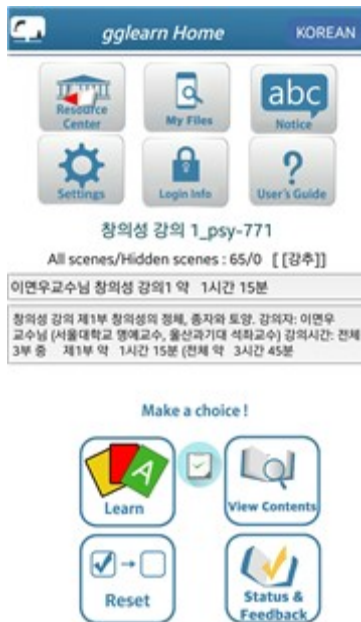 gglearn Home
KOREAN
Resource
Center
My Files
abc
Notice
Settings
Login Info
?
User's Guide
창의성 강의 1_psy-771
All scenes/Hidden scenes : 65/0 [ [강추]]
이면우교수님 창의성 강의1 약 1시간 15분
창의성 강의 제1부 창의성의 정체, 종자와 토양. 강의자: 이면우
교수님 (서울대학교 명예교수, 울산과기대 석좌교수) 강의시간: 전체
3부 중 제1부 약 1시간 15분 (전체 약 3시간 45분
Make a choice !
A
Learn
View Contents
Reset
Status &
Feedback